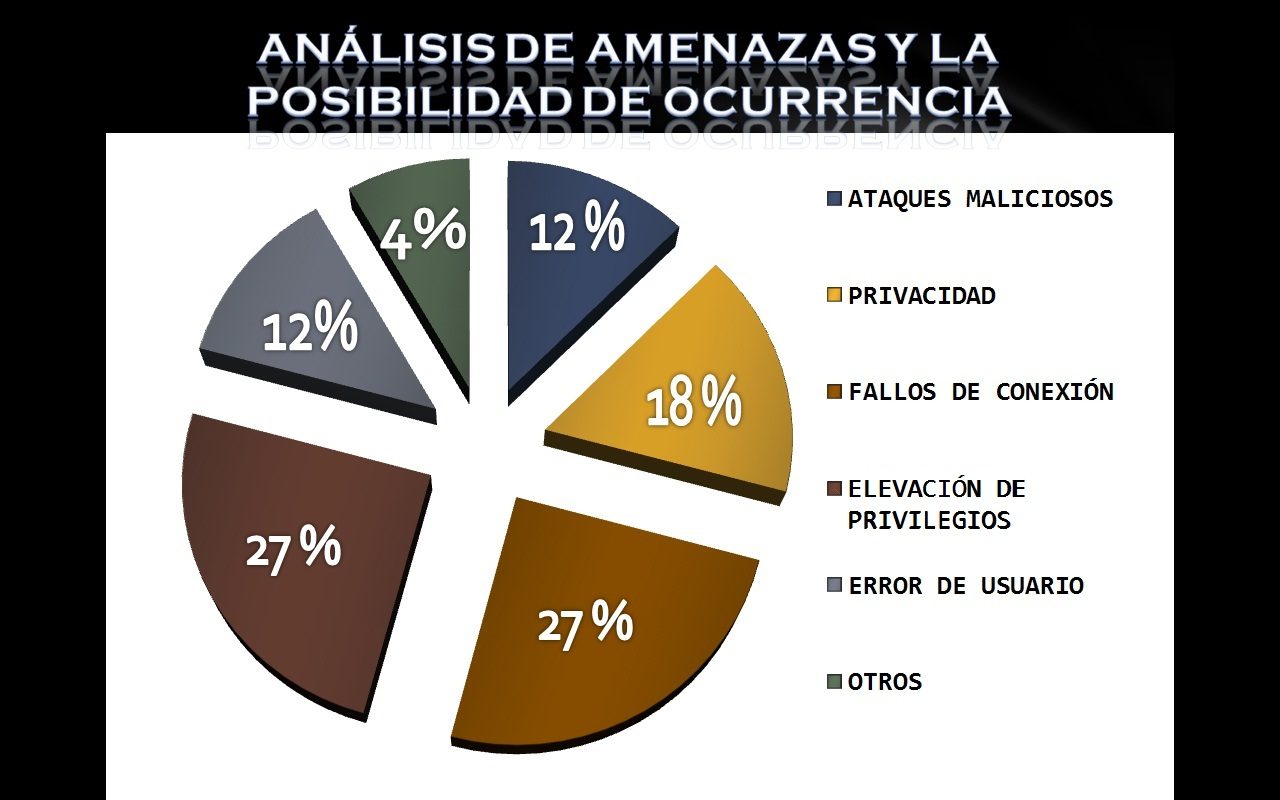 ANÁLISIS DE AMENAZAS Y LA
POSIBILIDAD DE OCURRENCIA
4%
12%
12%
18%
27%
27%
ATAQUES MALICIOSOS
PRIVACIDAD
FALLOS DE CONEXIÓN
ELEVACIÓN DE
PRIVILEGIOS
ERROR DE USUARIO
OTROS